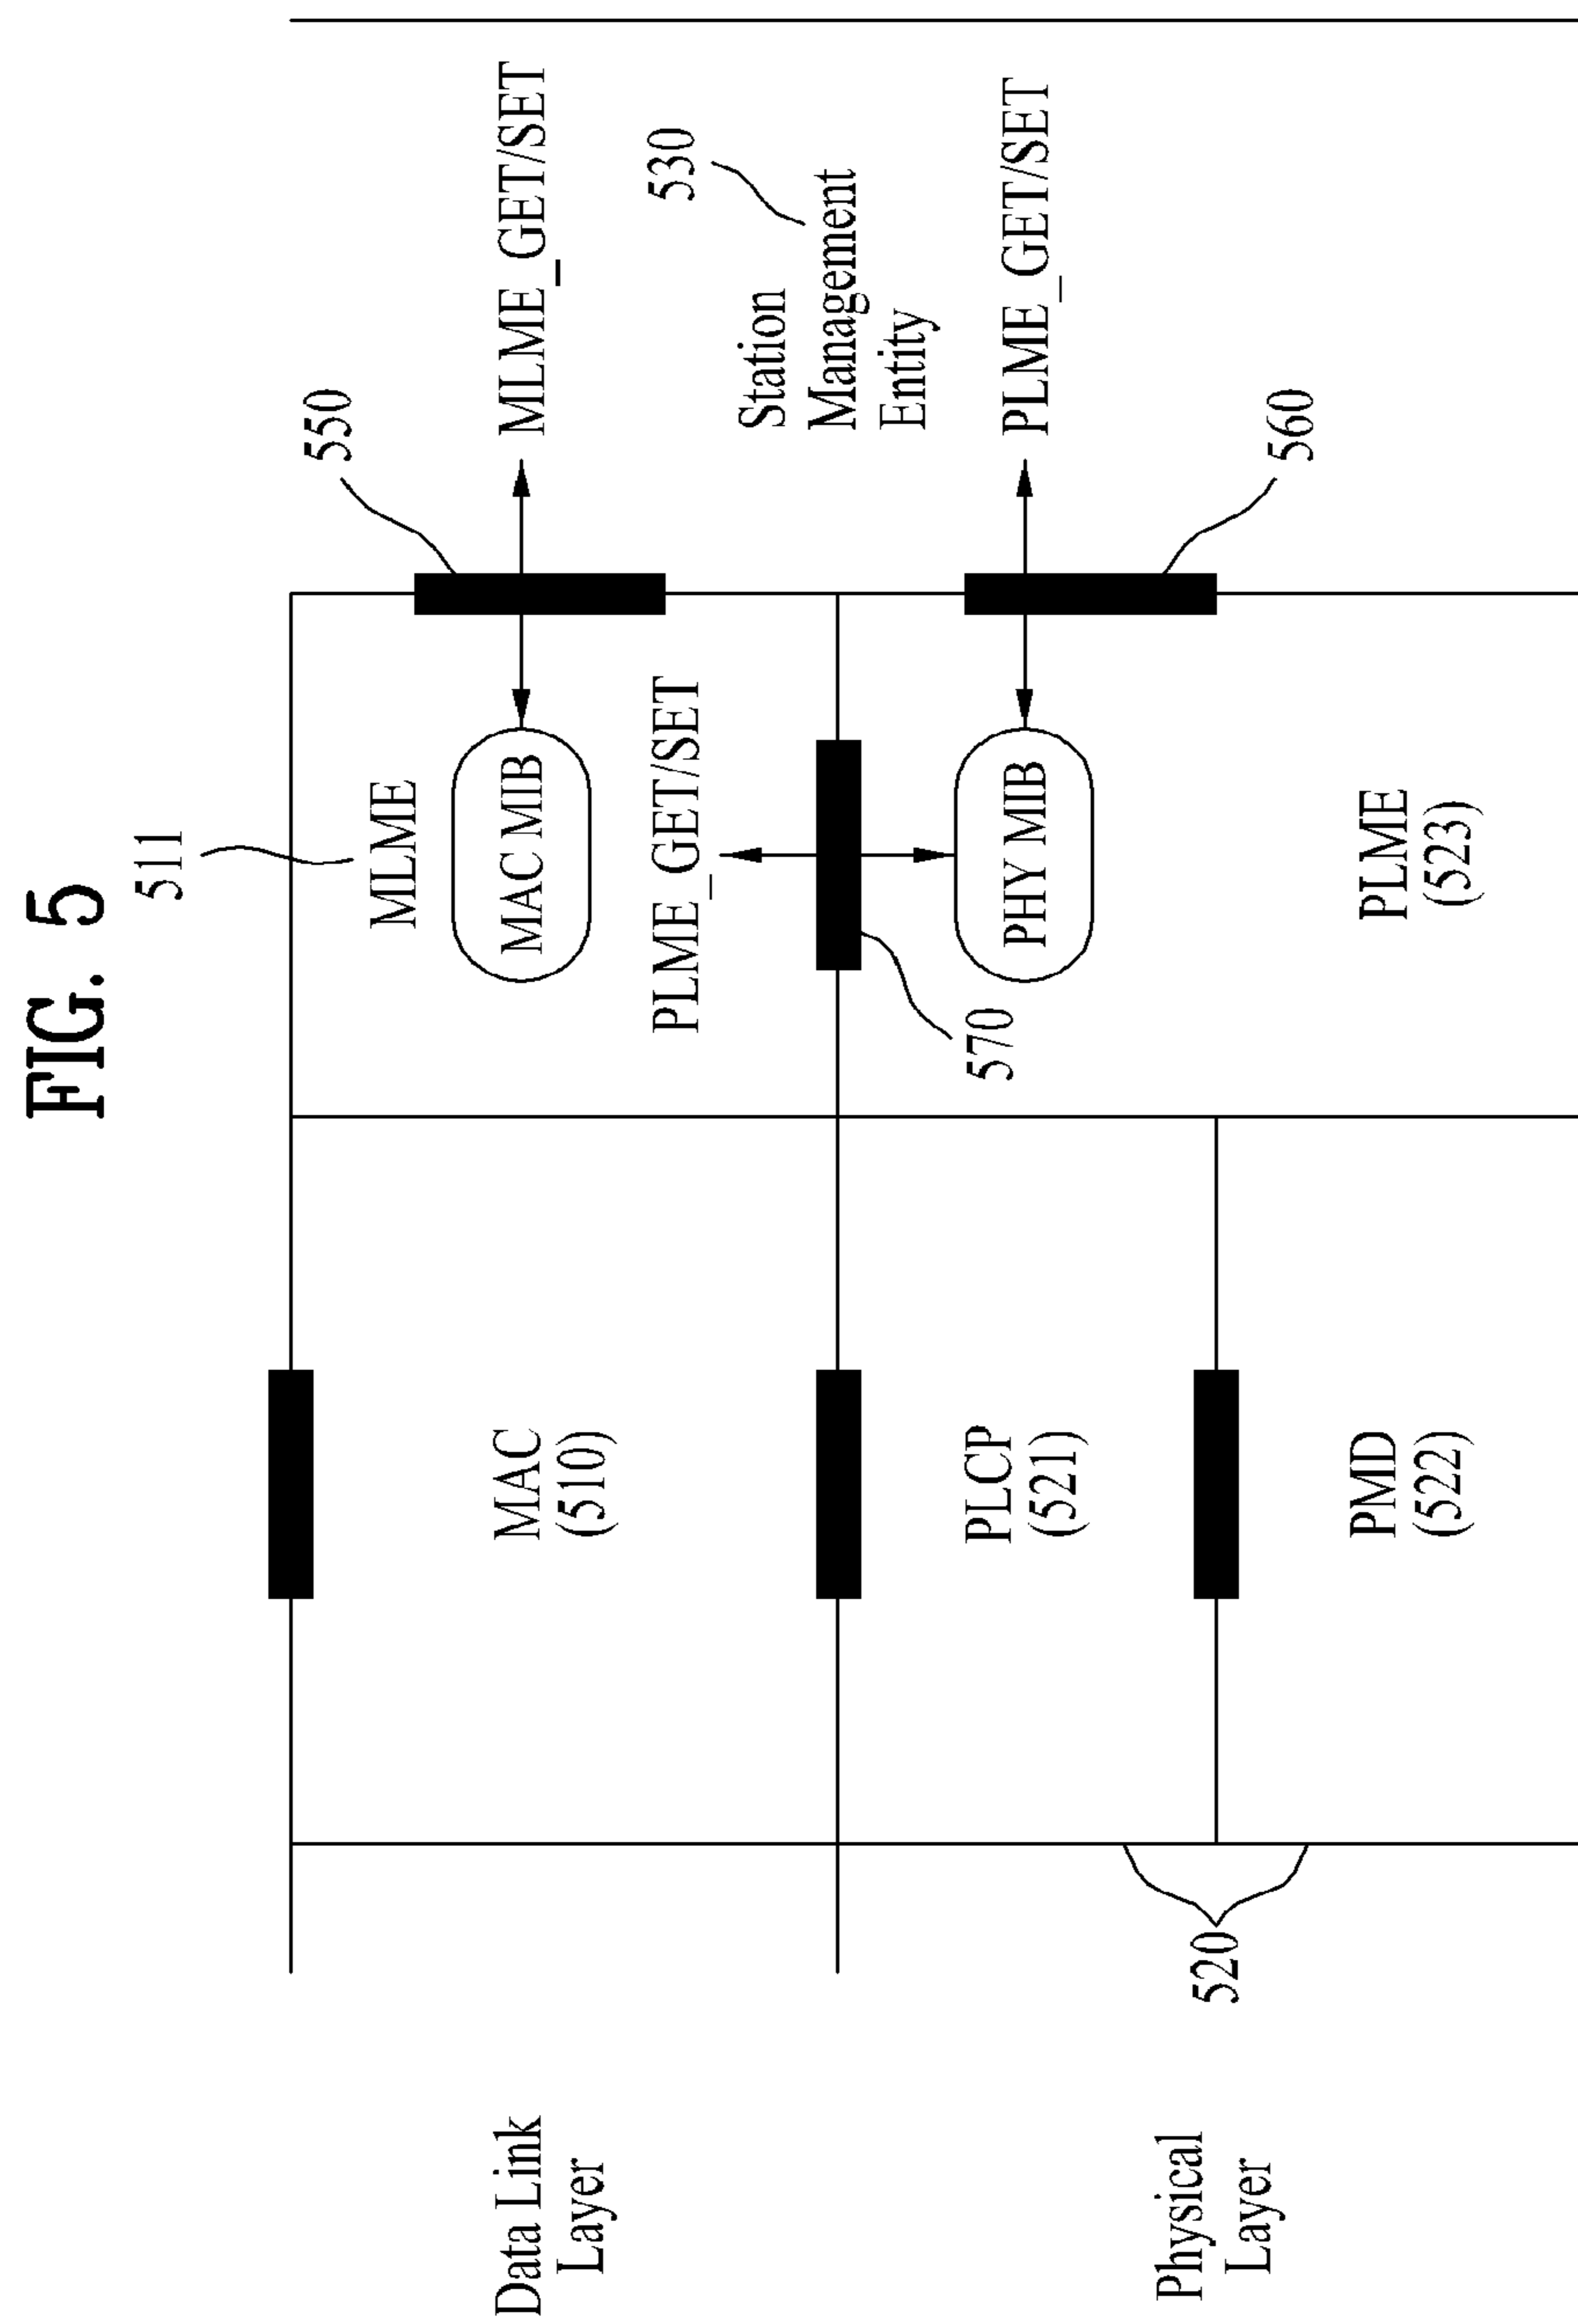 FIG. 5
511
550
MLME
MLME_GET/SET
MAC MIB
530
Data Link
Layer
MAC
(510)
PLME_GET/SET
Station
Management
Entity
570
PHY MIB
PLME_GET/SET
PLCP
(521)
Physical
Layer
520
560
PMD
(522)
PLME
(523)